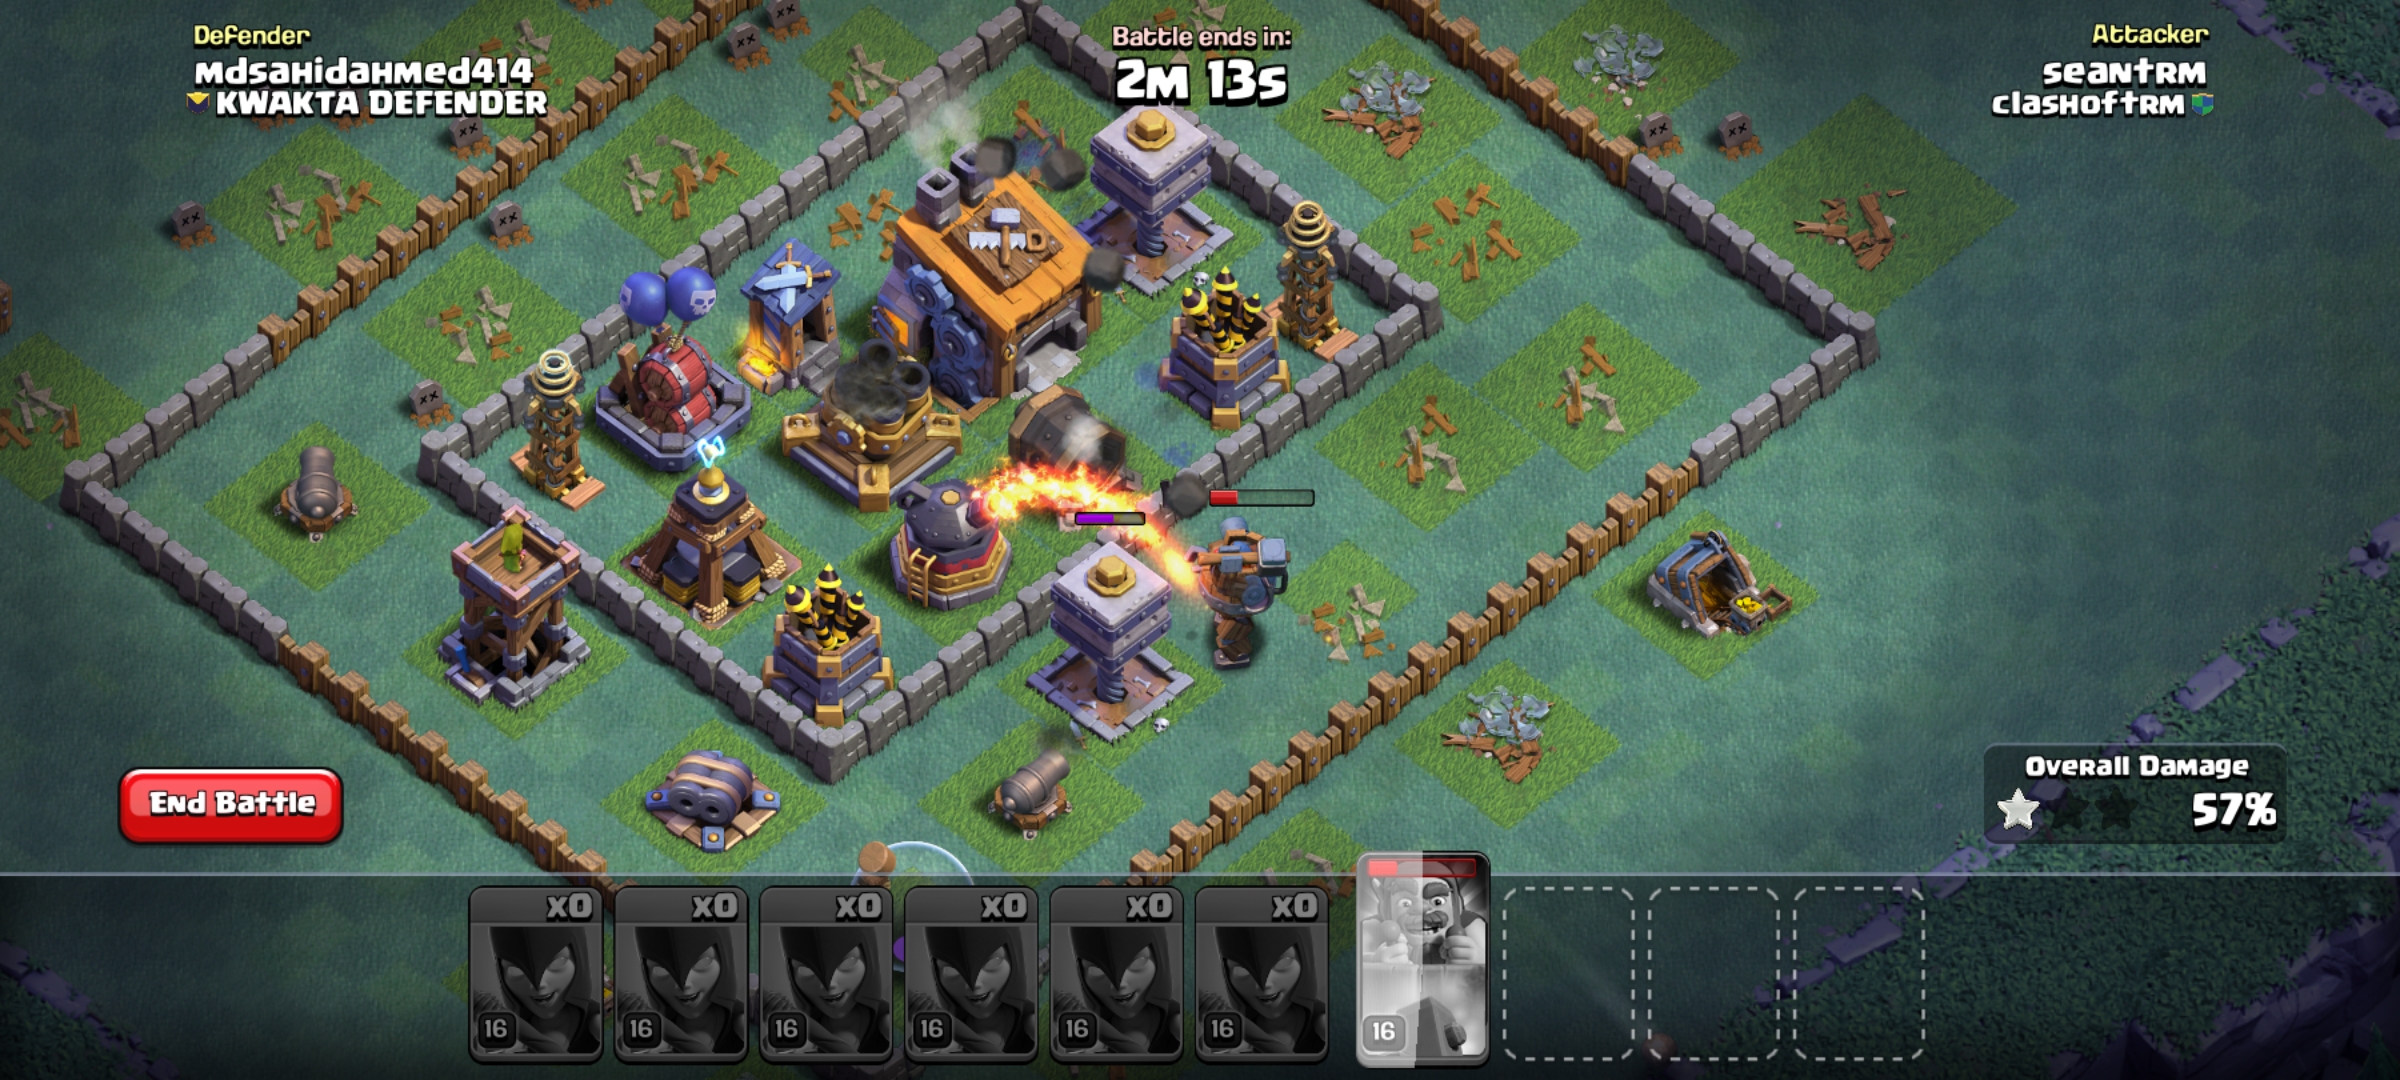 Defender
mdsahidahmed414
KWAKTA DEFENDER
Battle ends in:
2m 13s
Attacker
seantrm
clashoftrm
End Battle
Overall Damage
57%
x0
x0
x0
x0
x0
x0
16
16
16
16
16
16
16